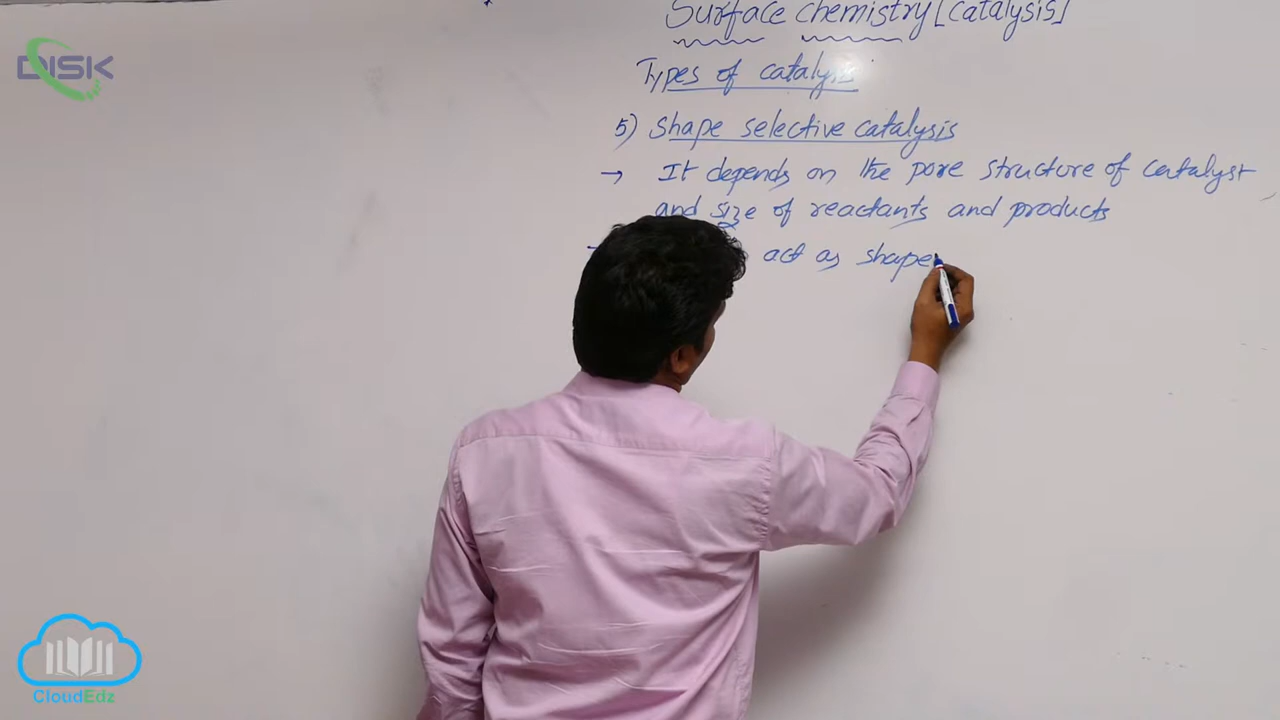 Surface chemistry [catalysis]
DISK
Types of catalysis
5) Shape selective catalysis
→ It depends on the pore structure of catalyst
and size of reactants and products
act as shape
CloudEdz